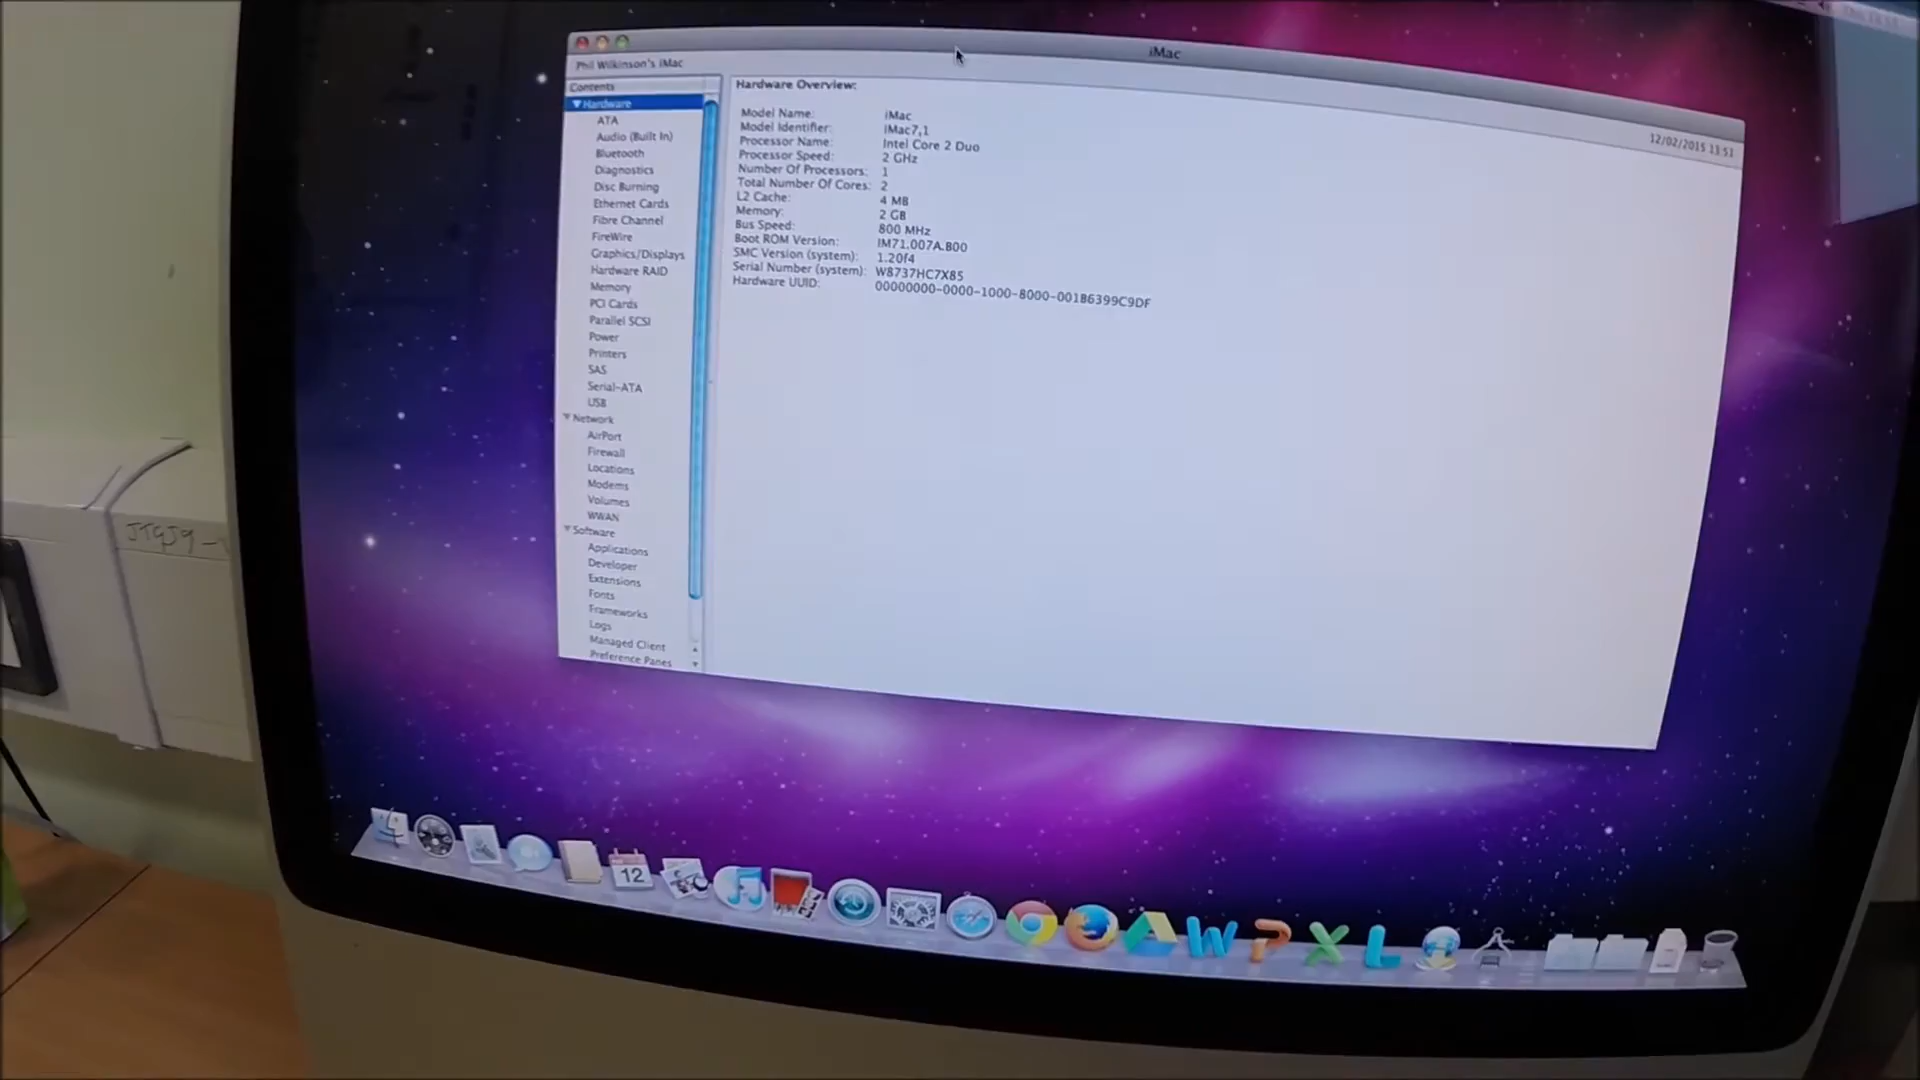 iMac
Phil Wilkinson's iMac
12/02/2015 13:51
Contents
Hardware
ATA
Audio (Built In)
Bluetooth
Diagnostics
Disc Burning
Ethernet Cards
Fibre Channel
FireWire
Graphics/Displays
Hardware RAID
Memory
PCI Cards
Parallel SCSI
Power
Printers
SAS
Serial-ATA
USB
Network
AirPort
Firewall
Locations
Modems
Volumes
WWAN
Software
Applications
Developer
Extensions
Fonts
Frameworks
Logs
Managed Client
Preference Panes
Hardware Overview:
Model Name: iMac
Model Identifier: iMac7,1
Processor Name: Intel Core 2 Duo
Processor Speed: 2 GHz
Number Of Processors: 1
Total Number Of Cores: 2
L2 Cache: 4 MB
Memory: 2 GB
Bus Speed: 800 MHz
Boot ROM Version: IM71.007A.B00
SMC Version (system): 1.20f4
Serial Number (system): W8737HC7X85
Hardware UUID: 00000000-0000-1000-8000-001B6399C9DF
12
W
P
X
L